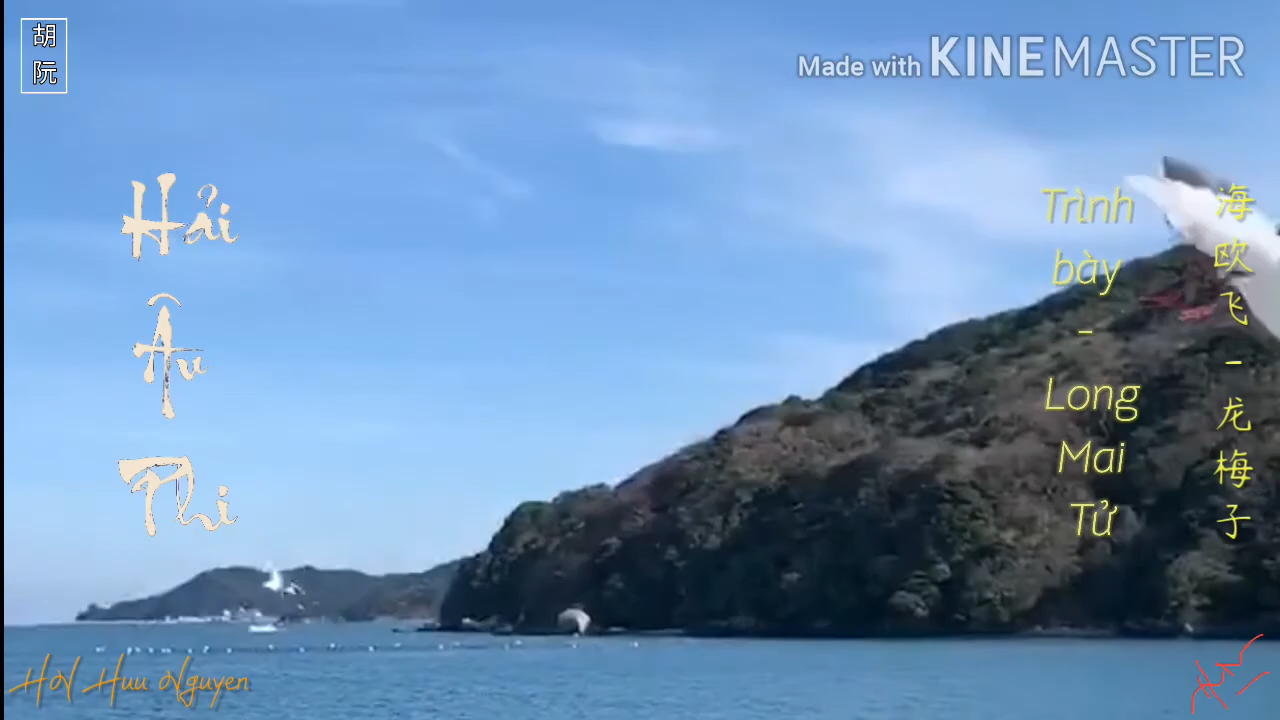 胡
阮
Made with KINEMASTER
Hải
Âu
Phi
Trình
bày
-
Long
Mai
Tử
海欧飞-龙梅子